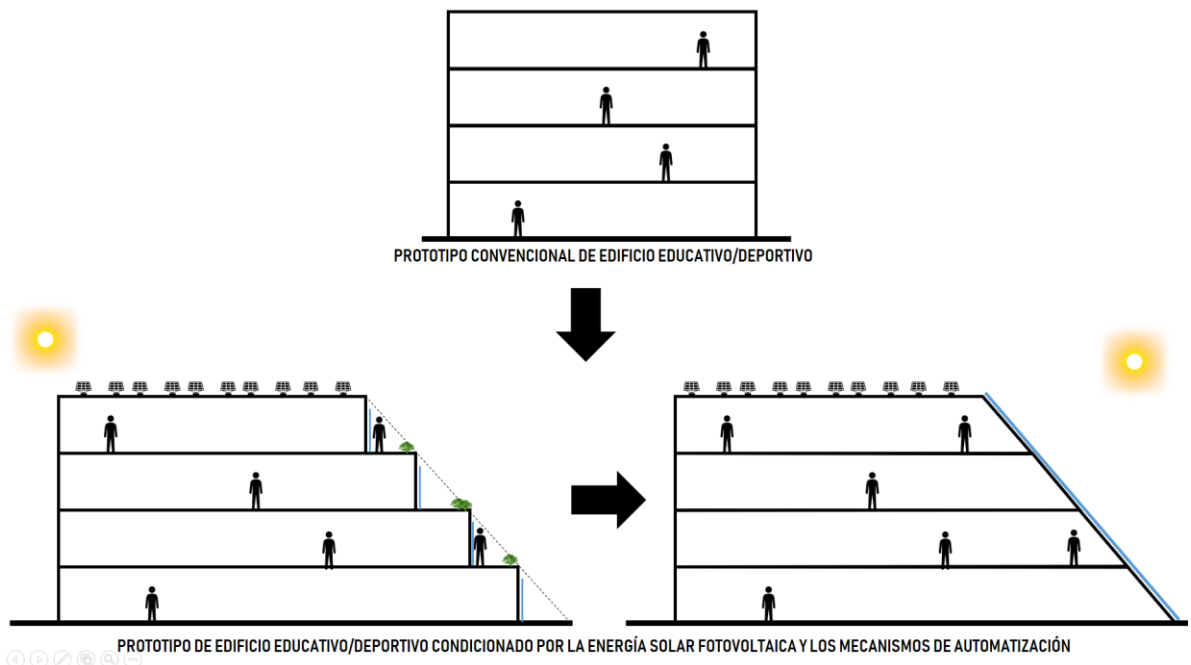 PROTOTIPO CONVENCIONAL DE EDIFICIO EDUCATIVO/DEPORTIVO
PROTOTIPO DE EDIFICIO EDUCATIVO/DEPORTIVO CONDICIONADO POR LA ENERGÍA SOLAR FOTOVOLTAICA Y LOS MECANISMOS DE AUTOMATIZACIÓN